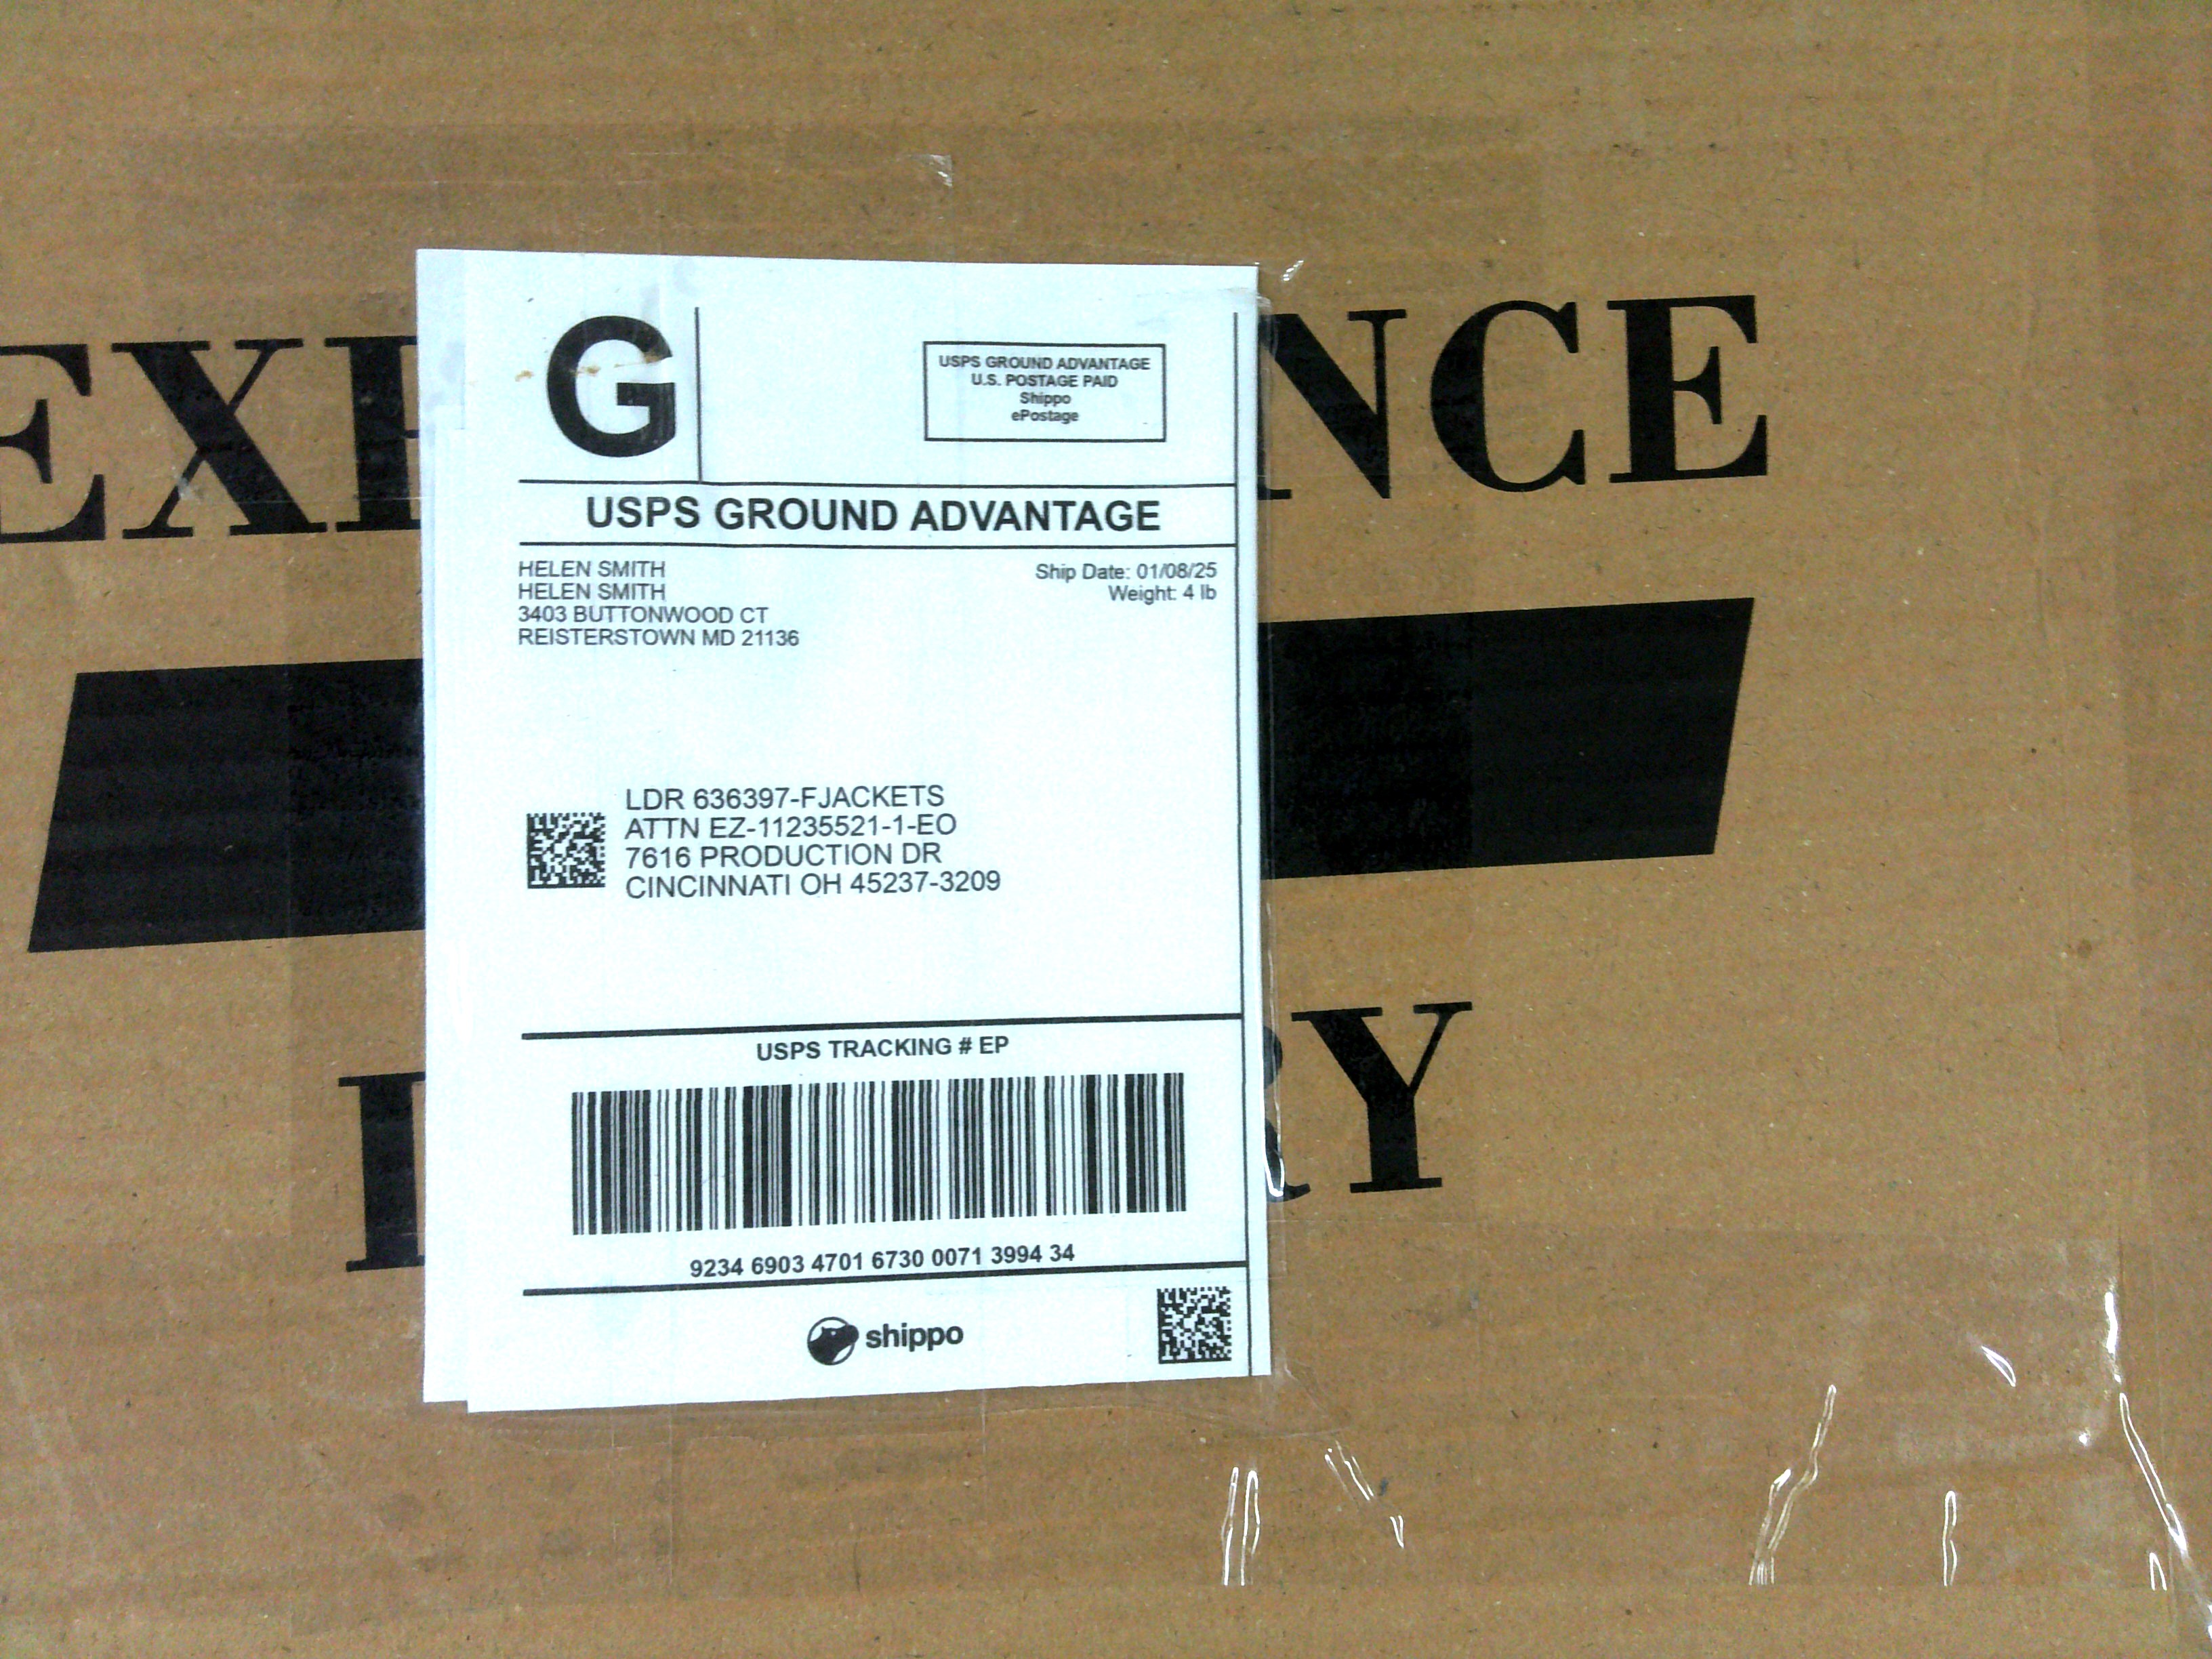 G
USPS GROUND ADVANTAGE
U.S. POSTAGE PAID
Shippo
ePostage
USPS GROUND ADVANTAGE
HELEN SMITH
HELEN SMITH
3403 BUTTONWOOD CT
REISTERSTOWN MD 21136
Ship Date: 01/08/25
Weight: 4 lb
LDR 636397-FJACKETS
ATTN EZ-11235521-1-EO
7616 PRODUCTION DR
CINCINNATI OH 45237-3209
USPS TRACKING # EP
9234 6903 4701 6730 0071 3994 34
shippo